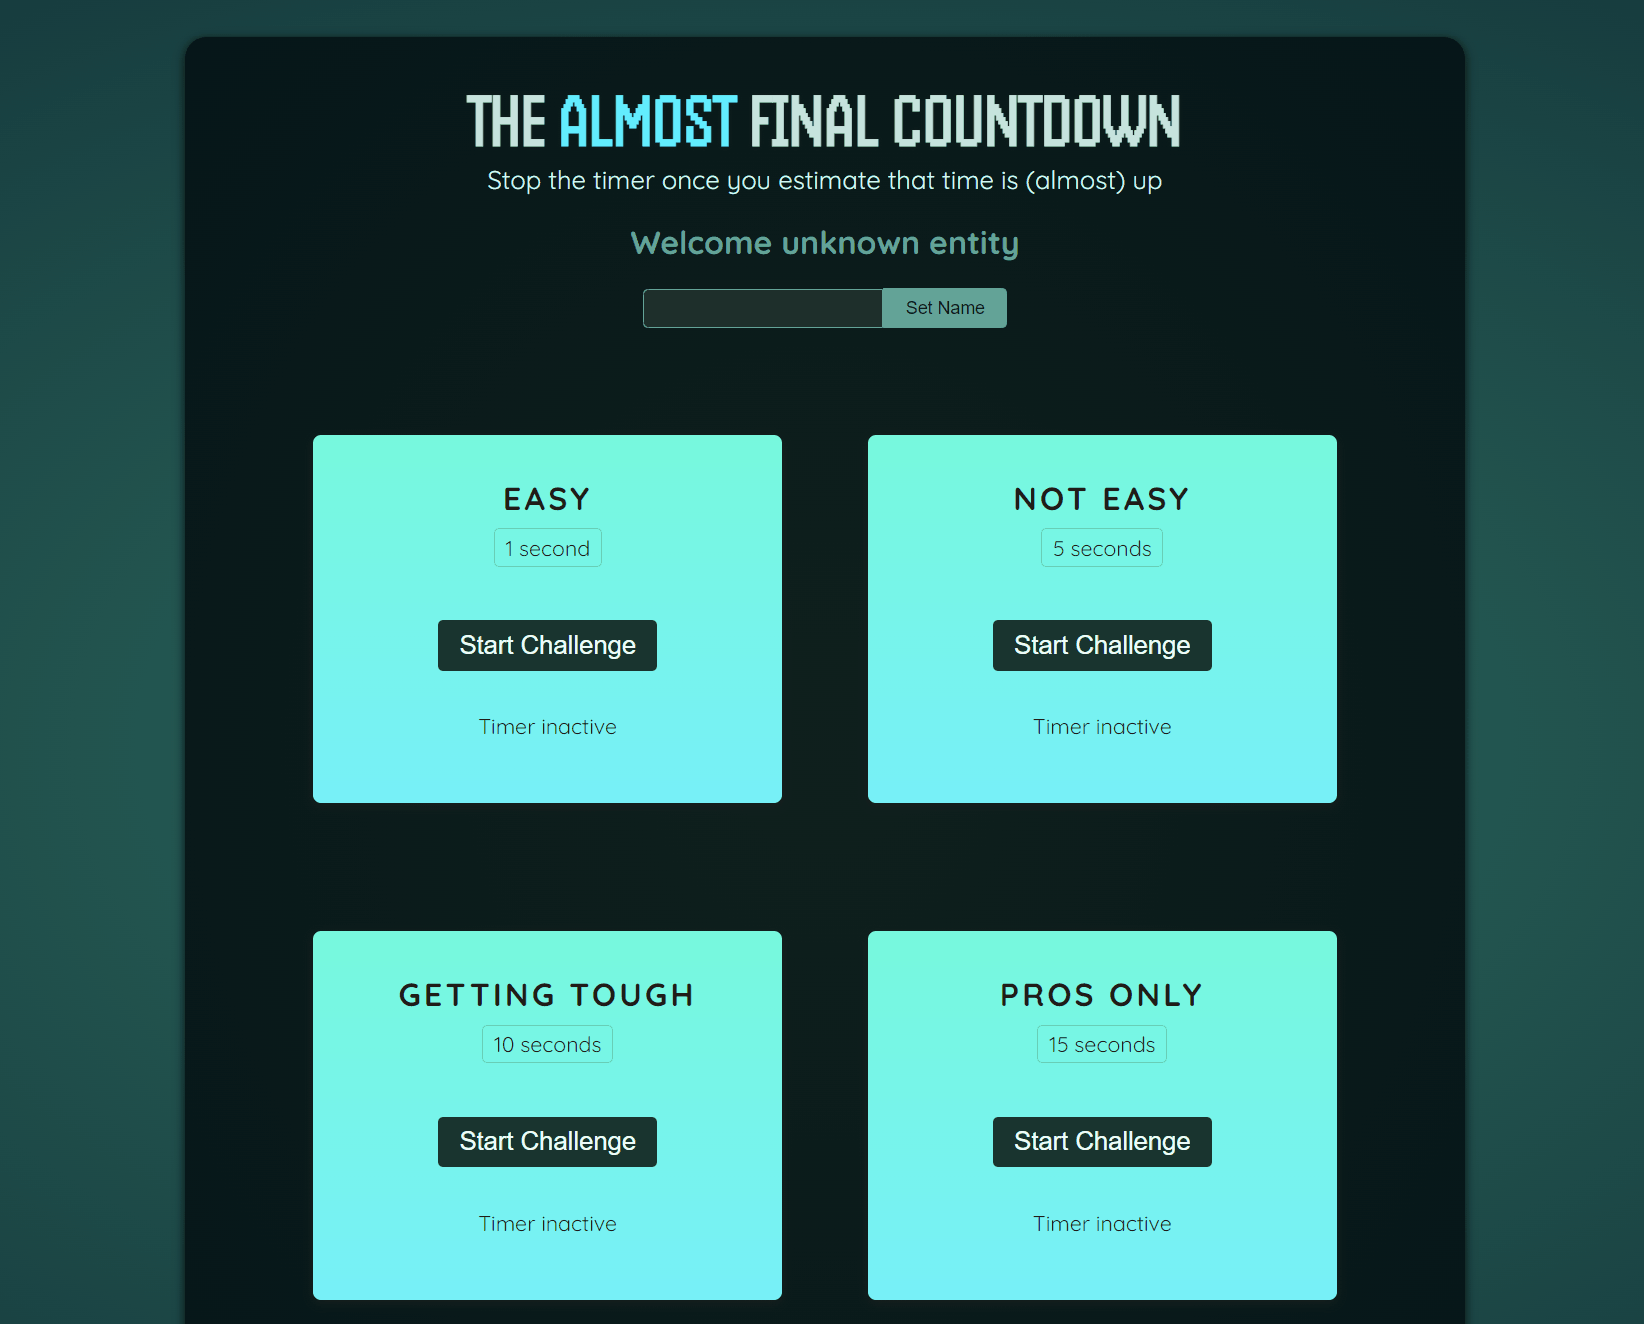 THE ALMOST FINAL COUNTDOWN
Stop the timer once you estimate that time is (almost) up
Welcome unknown entity
Set Name
EASY
1 second
Start Challenge
Timer inactive
NOT EASY
5 seconds
Start Challenge
Timer inactive
GETTING TOUGH
10 seconds
Start Challenge
Timer inactive
PROS ONLY
15 seconds
Start Challenge
Timer inactive